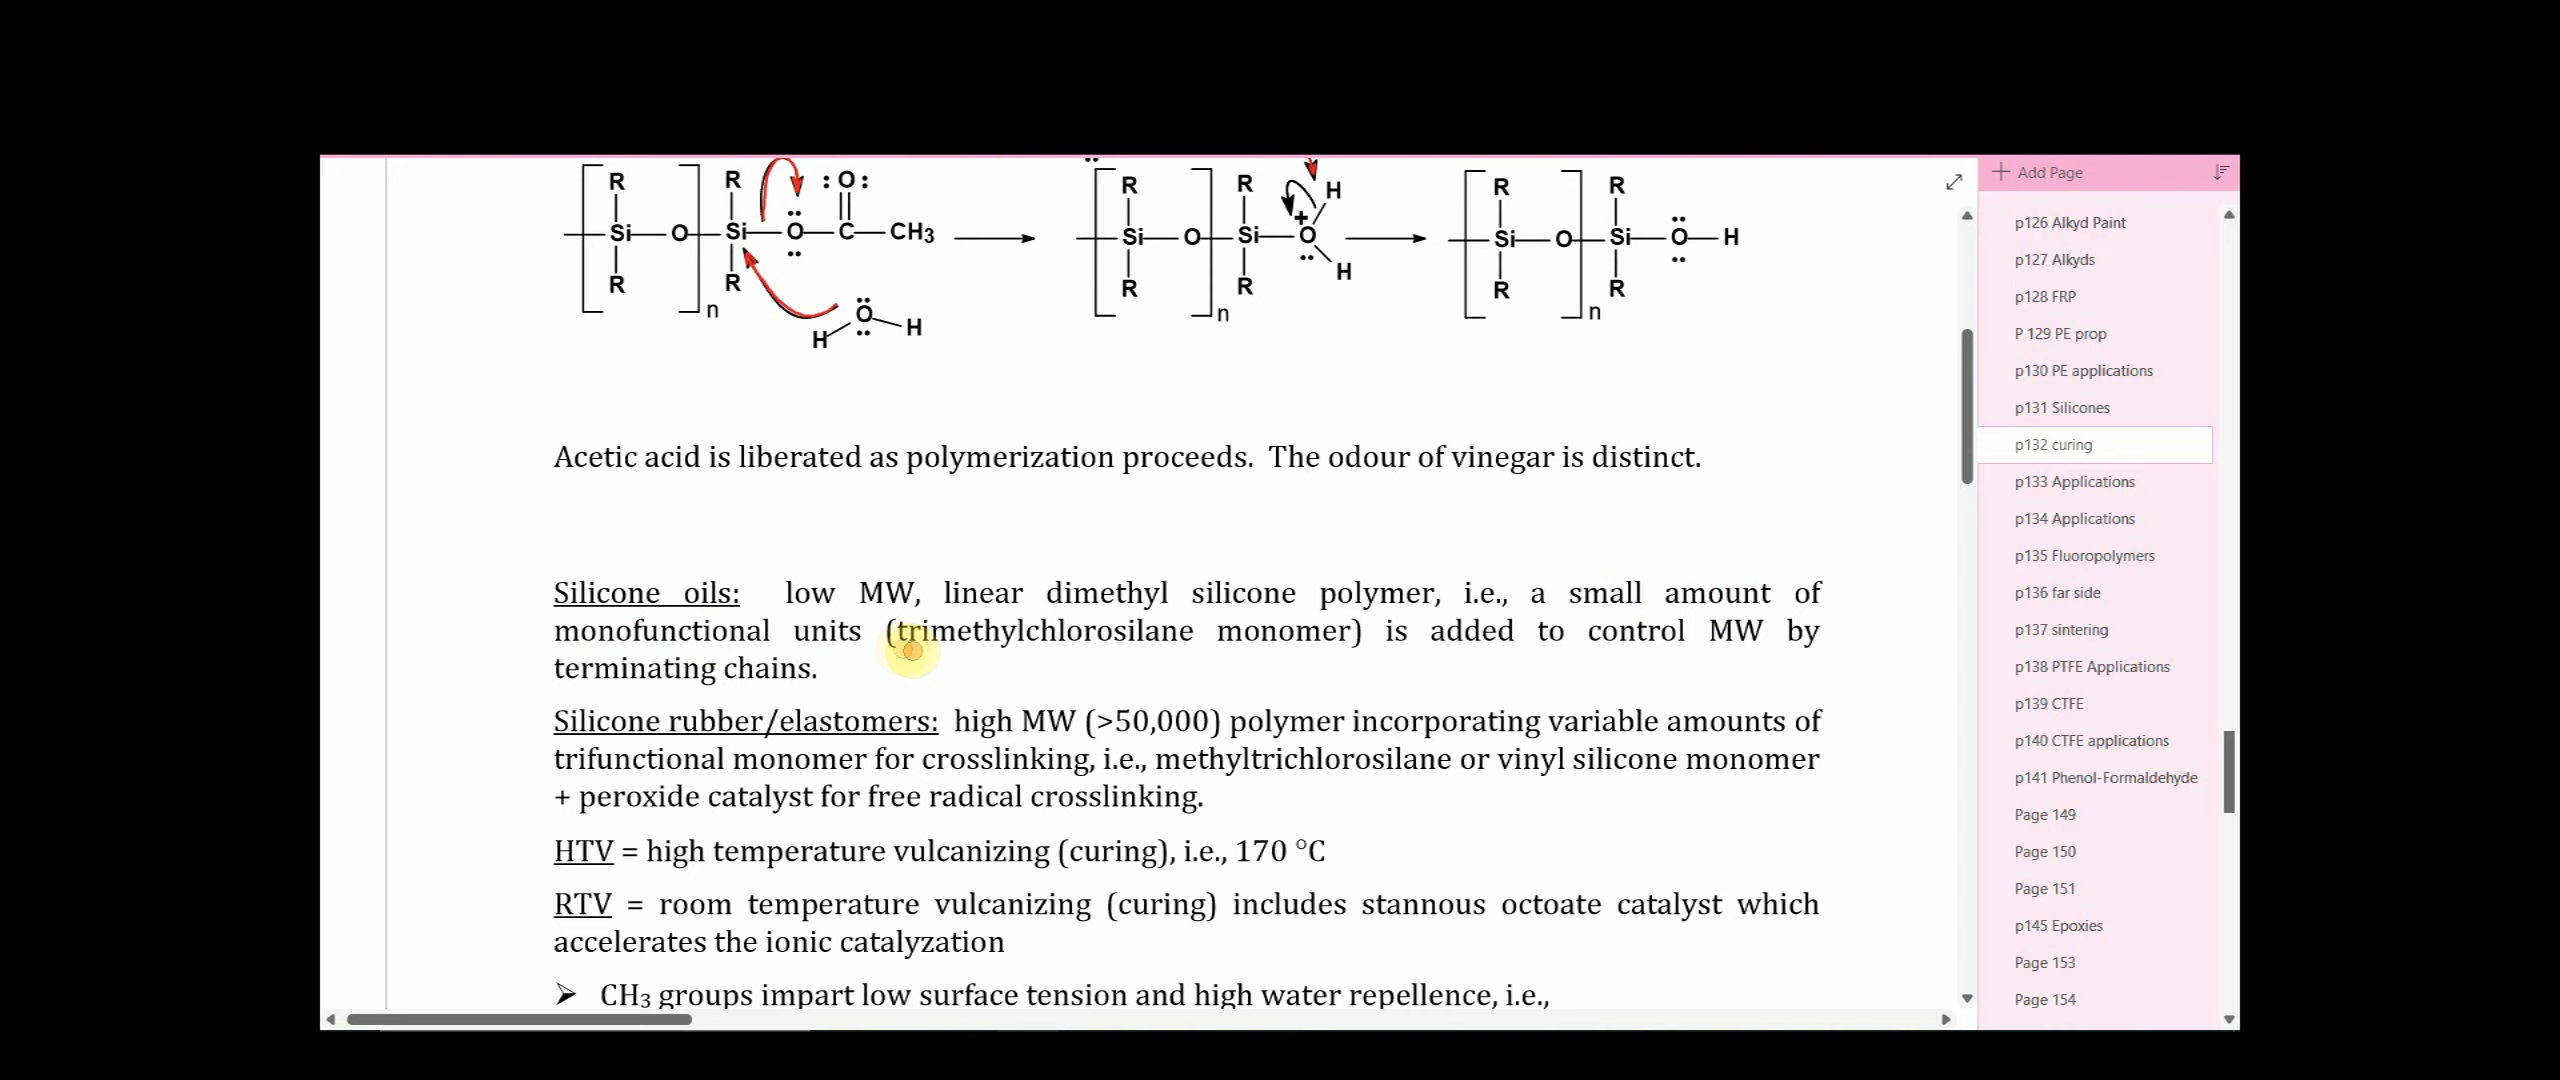 R R :O: R R H R R
Si O Si O C CH3 Si O Si O + Si O Si O H
R R R R H R R
n n n
O
H H
Acetic acid is liberated as polymerization proceeds. The odour of vinegar is distinct.
Silicone oils: low MW, linear dimethyl silicone polymer, i.e., a small amount of
monofunctional units (trimethylchlorosilane monomer) is added to control MW by
terminating chains.
Silicone rubber/elastomers: high MW (>50,000) polymer incorporating variable amounts of
trifunctional monomer for crosslinking, i.e., methyltrichlorosilane or vinyl silicone monomer
+ peroxide catalyst for free radical crosslinking.
HTV = high temperature vulcanizing (curing), i.e., 170 °C
RTV = room temperature vulcanizing (curing) includes stannous octoate catalyst which
accelerates the ionic catalyzation
➢ CH3 groups impart low surface tension and high water repellence, i.e.,
Add Page
p126 Alkyd Paint
p127 Alkyds
p128 FRP
P 129 PE prop
p130 PE applications
p131 Silicones
p132 curing
p133 Applications
p134 Applications
p135 Fluoropolymers
p136 far side
p137 sintering
p138 PTFE Applications
p139 CTFE
p140 CTFE applications
p141 Phenol-Formaldehyde
Page 149
Page 150
Page 151
p145 Epoxies
Page 153
Page 154